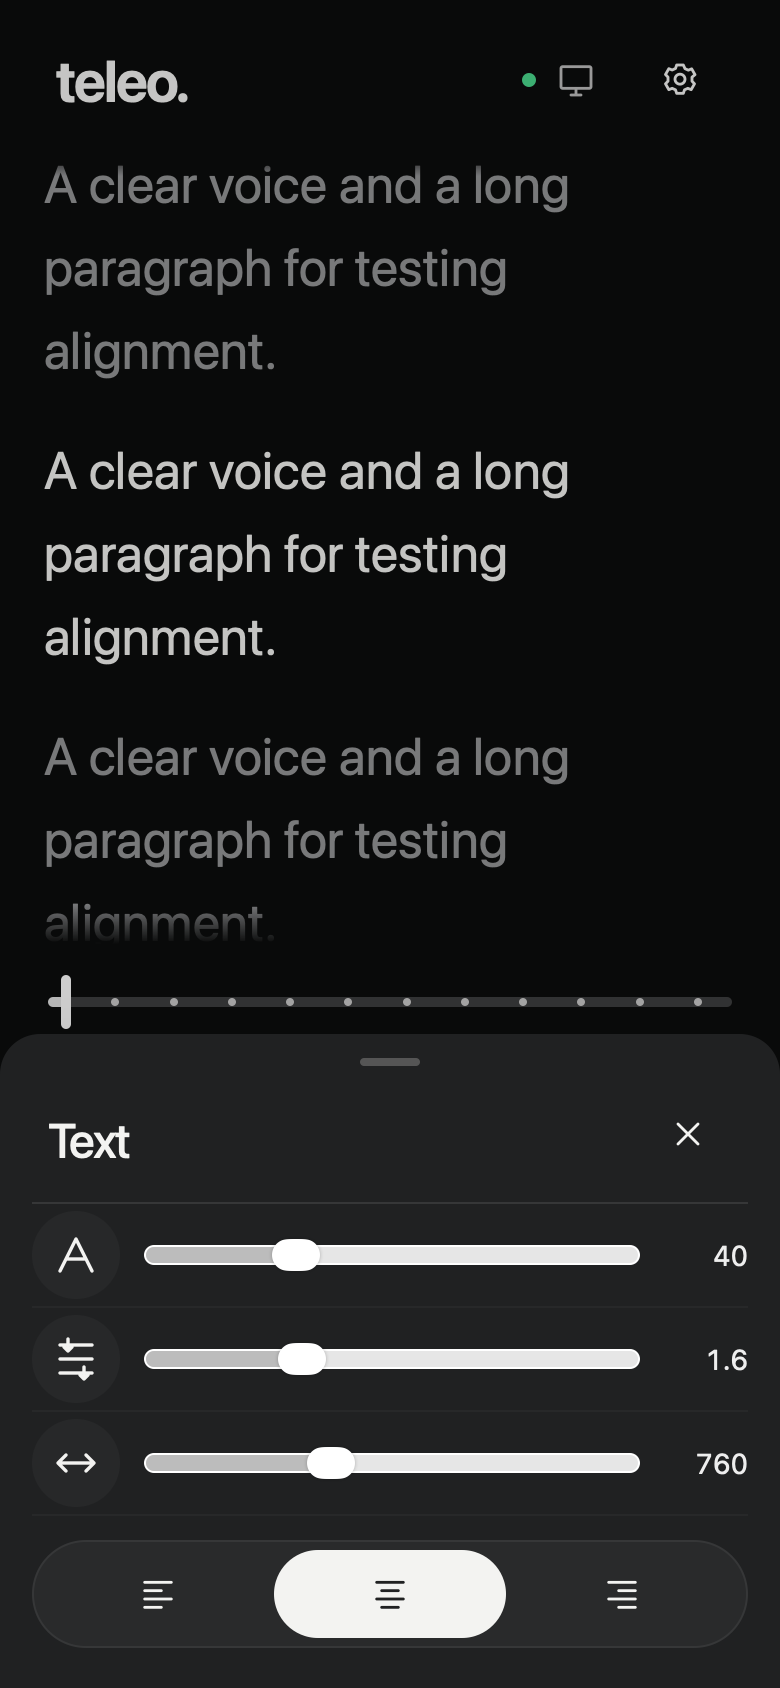 teleo.
A clear voice and a long
paragraph for testing
alignment.
A clear voice and a long
paragraph for testing
alignment.
A clear voice and a long
paragraph for testing
alignment.
Text
40
1.6
760